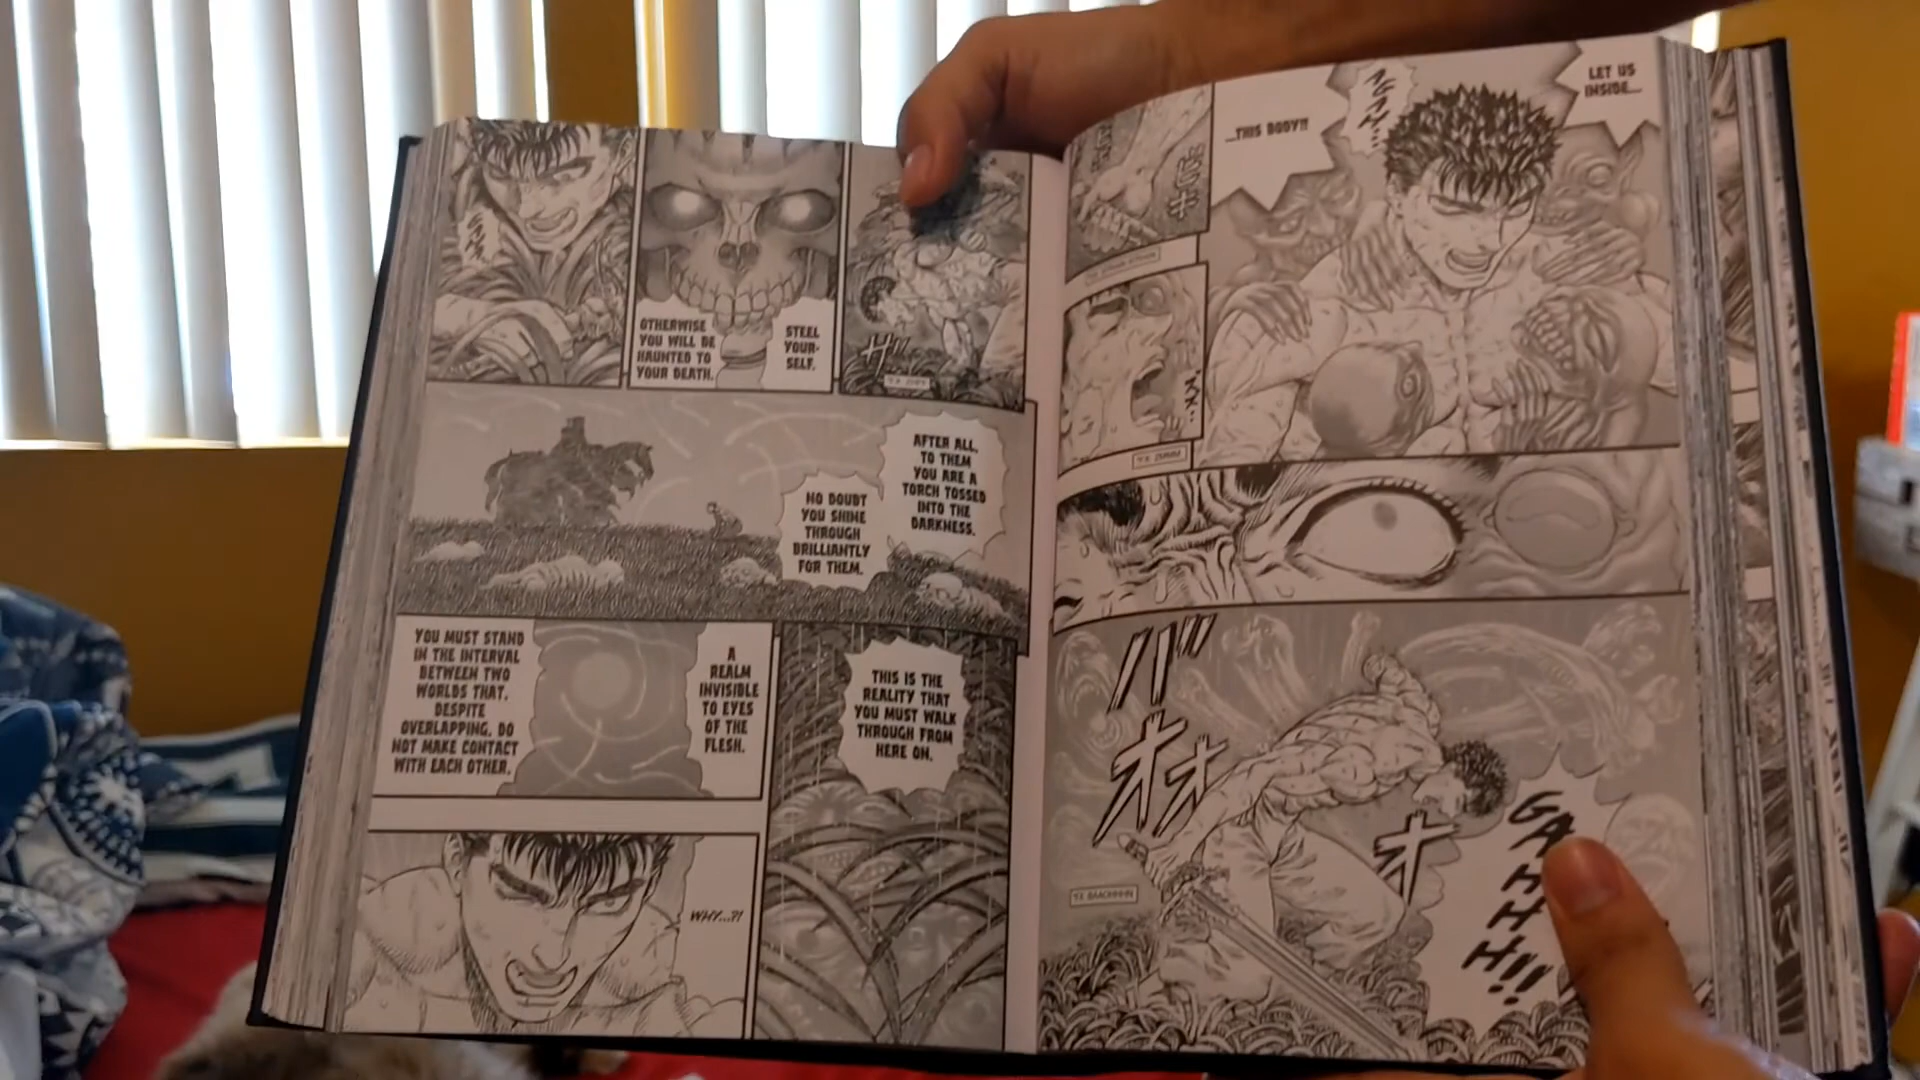 LET US
INSIDE...
...THIS BODY!!
バ
オオ
オ
GAHHHH!!
STEEL
YOUR-
SELF.
OTHERWISE
YOU WILL BE
HAUNTED TO
YOUR DEATH.
AFTER ALL,
TO THEM
YOU ARE A
TORCH TOSSED
INTO THE
DARKNESS.
NO DOUBT
YOU SHINE
THROUGH
BRILLIANTLY
FOR THEM.
THIS IS THE
REALITY THAT
YOU MUST WALK
THROUGH FROM
HERE ON.
A
REALM
INVISIBLE
TO EYES
OF THE
FLESH.
YOU MUST STAND
IN THE INTERVAL
BETWEEN TWO
WORLDS THAT,
DESPITE
OVERLAPPING, DO
NOT MAKE CONTACT
WITH EACH OTHER.
WHY...?!